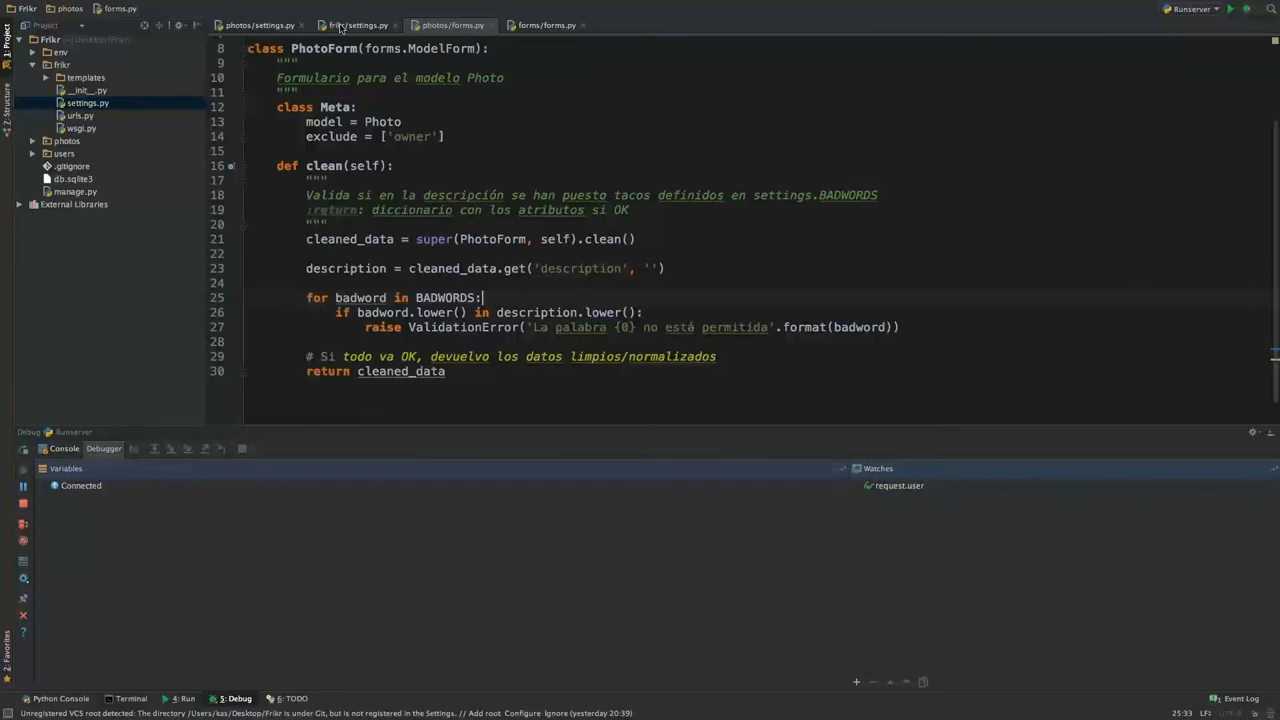 Frikr photos forms.py Runserver
Project photos/settings.py frikr/settings.py photos/forms.py forms/forms.py
1: Project
Z: Structure
2: Favorites
Frikr ~/Desktop/Frikr
env
frikr
templates
__init__.py
settings.py
urls.py
wsgi.py
photos
users
.gitignore
db.sqlite3
manage.py
External Libraries
8 class PhotoForm(forms.ModelForm):
9 """
10 Formulario para el modelo Photo
11 """
12 class Meta:
13 model = Photo
14 exclude = ['owner']
15
16 def clean(self):
17 """
18 Valida si en la descripción se han puesto tacos definidos en settings.BADWORDS
19 :return: diccionario con los atributos si OK
20 """
21 cleaned_data = super(PhotoForm, self).clean()
22
23 description = cleaned_data.get('description', '')
24
25 for badword in BADWORDS:
26 if badword.lower() in description.lower():
27 raise ValidationError('La palabra {0} no está permitida'.format(badword))
28
29 # Si todo va OK, devuelvo los datos limpios/normalizados
30 return cleaned_data
Debug Runserver
Console Debugger
Variables Watches
Connected request.user
Python Console Terminal 4: Run 5: Debug 6: TODO 1 Event Log
Unregistered VCS root detected: The directory /Users/kas/Desktop/Frikr is under Git, but is not registered in the Settings. // Add root Configure Ignore (yesterday 20:39) 25:33 LF÷